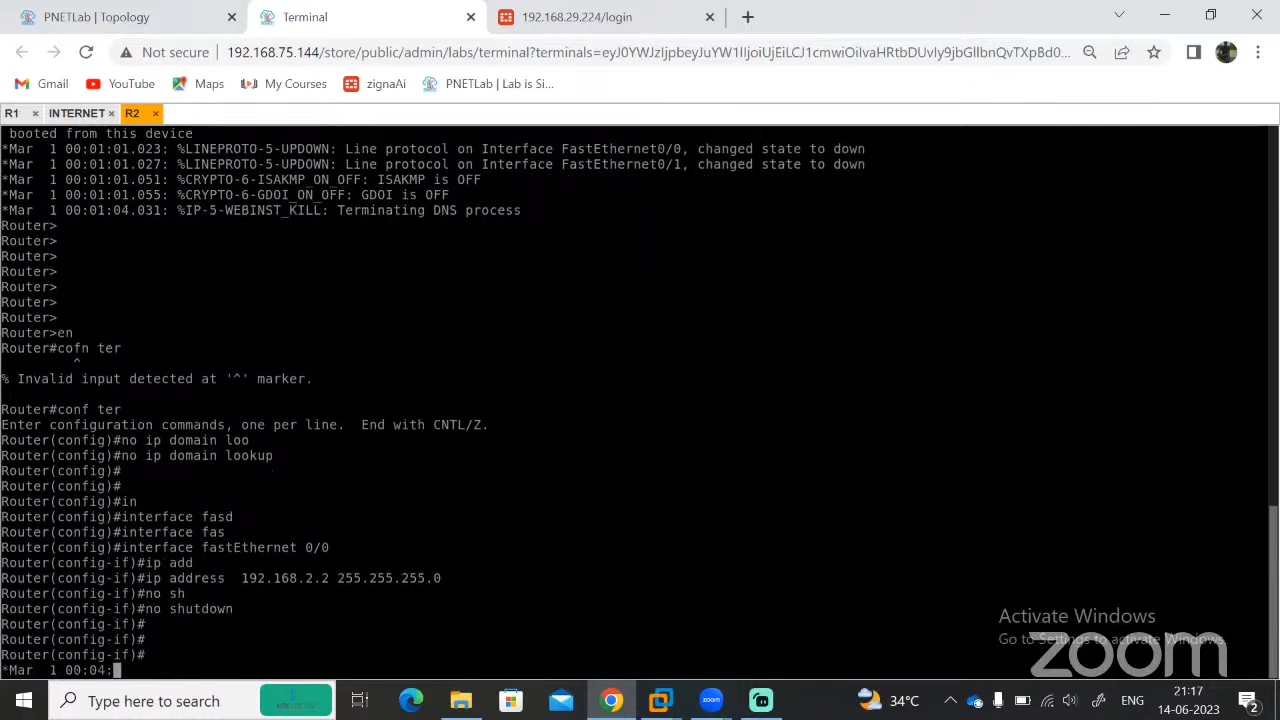 PNETLab | Topology
Terminal
192.168.29.224/login
Not secure
192.168.75.144/store/public/admin/labs/terminal?terminals=
Gmail
YouTube
Maps
My Courses
zignaAi
PNETLab | Lab is Si...
R1
INTERNET
R2
booted from this device
*Mar  1 00:01:01.023: %LINEPROTO-5-UPDOWN: Line protocol on Interface FastEthernet0/0, changed state to down
*Mar  1 00:01:01.027: %LINEPROTO-5-UPDOWN: Line protocol on Interface FastEthernet0/1, changed state to down
*Mar  1 00:01:01.051: %CRYPTO-6-ISAKMP_ON_OFF: ISAKMP is OFF
*Mar  1 00:01:01.055: %CRYPTO-6-GDOI_ON_OFF: GDOI is OFF
*Mar  1 00:01:04.031: %IP-5-WEBINST_KILL: Terminating DNS process
Router>
Router>
Router>
Router>
Router>
Router>
Router>
Router>en
Router#cofn ter
^
% Invalid input detected at '^' marker.
Router#conf ter
Enter configuration commands, one per line.  End with CNTL/Z.
Router(config)#no ip domain loo
Router(config)#no ip domain lookup
Router(config)#
Router(config)#
Router(config)#in
Router(config)#interface fasd
Router(config)#interface fas
Router(config)#interface fastEthernet 0/0
Router(config-if)#ip add
Router(config-if)#ip address  192.168.2.2 255.255.255.0
Router(config-if)#no sh
Router(config-if)#no shutdown
Router(config-if)#
Router(config-if)#
Router(config-if)#
*Mar  1 00:04:
Activate Windows
Go to Settings to activate Windows.
zoom
Type here to search
34°C
ENG
21:17
14-06-2023
2